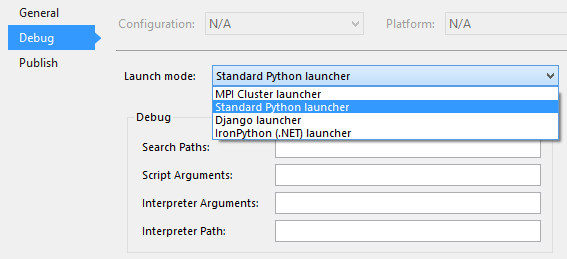 General
Configuration: N/A Platform: N/A
Debug
Publish
Launch mode: Standard Python launcher
MPI Cluster launcher
Standard Python launcher
Django launcher
IronPython (.NET) launcher
Debug
Search Paths:
Script Arguments:
Interpreter Arguments:
Interpreter Path: